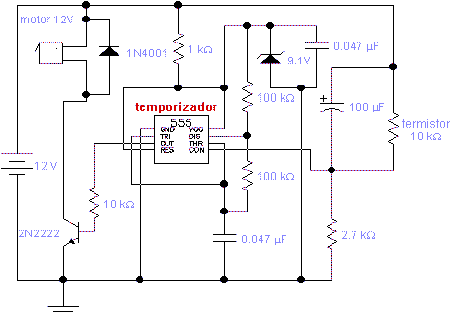 motor 12V
1N4001
1 kΩ
9.1V
0.047 µF
100 kΩ
100 µF
termistor
10 kΩ
temporizador
555
GND VCC
TRI DIS
OUT THR
RES CON
12V
100 kΩ
10 kΩ
2N2222
0.047 µF
2.7 kΩ